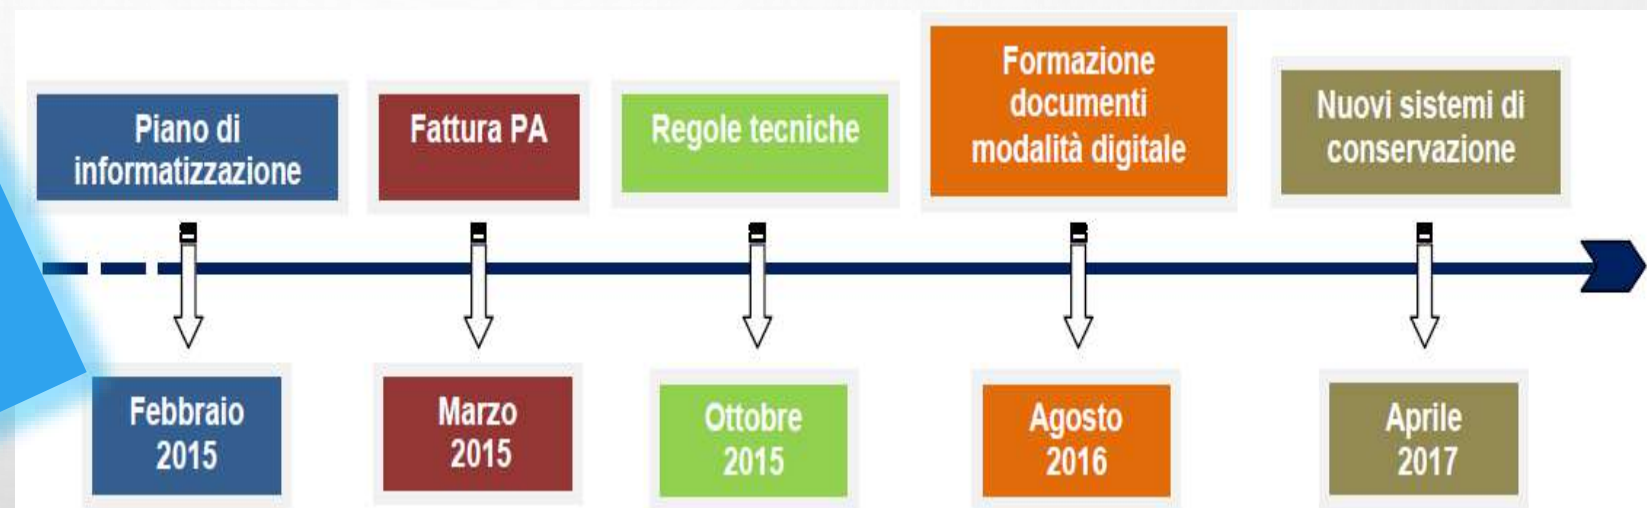 Piano di
informatizzazione
Fattura PA
Regole tecniche
Formazione
documenti
modalità digitale
Nuovi sistemi di
conservazione
Febbraio
2015
Marzo
2015
Ottobre
2015
Agosto
2016
Aprile
2017